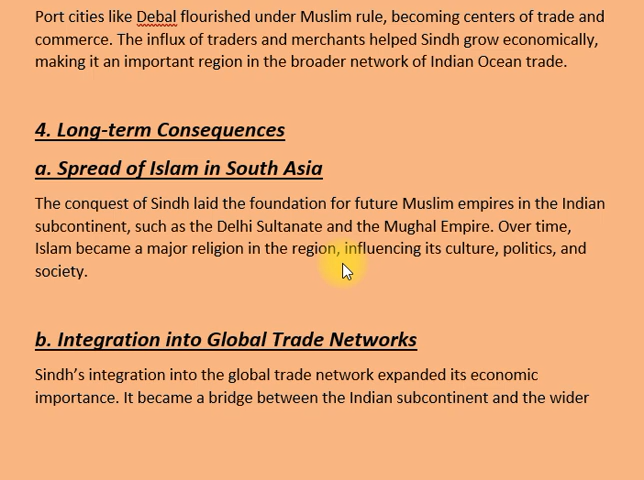 Port cities like Debal flourished under Muslim rule, becoming centers of trade and
commerce. The influx of traders and merchants helped Sindh grow economically,
making it an important region in the broader network of Indian Ocean trade.
4. Long-term Consequences
a. Spread of Islam in South Asia
The conquest of Sindh laid the foundation for future Muslim empires in the Indian
subcontinent, such as the Delhi Sultanate and the Mughal Empire. Over time,
Islam became a major religion in the region, influencing its culture, politics, and
society.
b. Integration into Global Trade Networks
Sindh’s integration into the global trade network expanded its economic
importance. It became a bridge between the Indian subcontinent and the wider